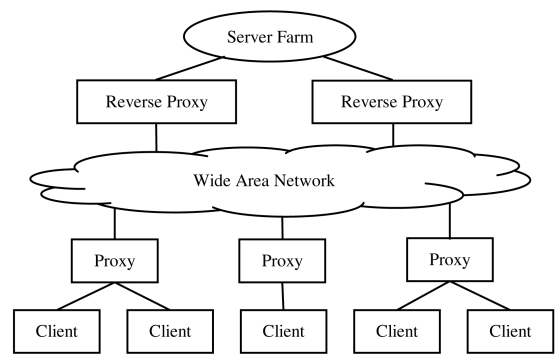 Server Farm
Reverse Proxy
Reverse Proxy
Wide Area Network
Proxy
Proxy
Proxy
Client
Client
Client
Client
Client